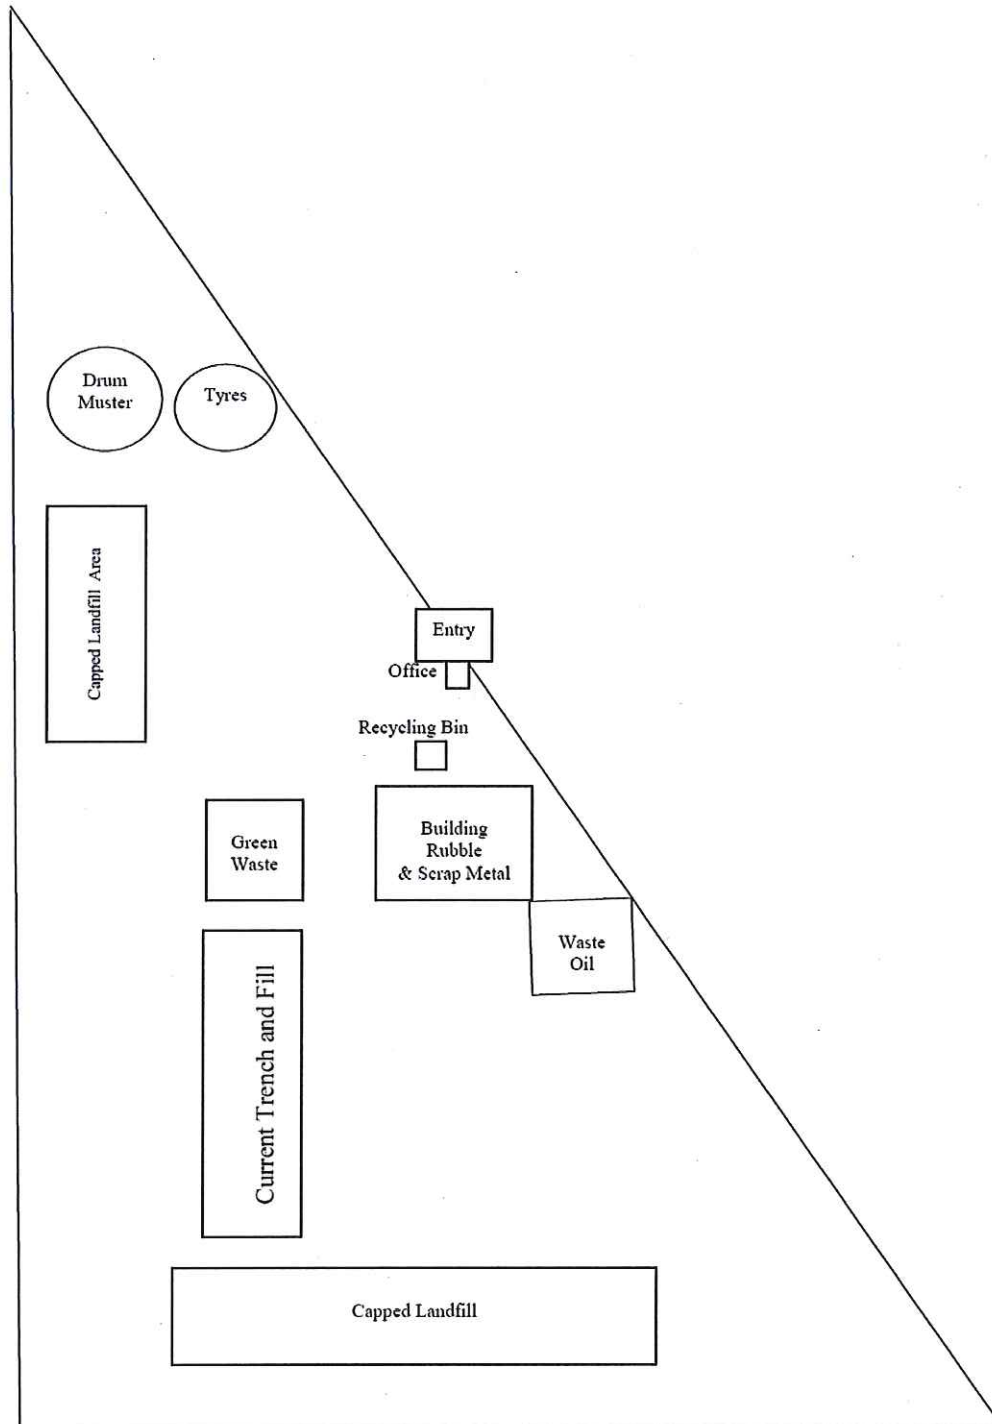 Drum
Muster
Tyres
Capped Landfill Area
Entry
Office
Recycling Bin
Building
Rubble
& Scrap Metal
Green
Waste
Waste
Oil
Current Trench and Fill
Capped Landfill